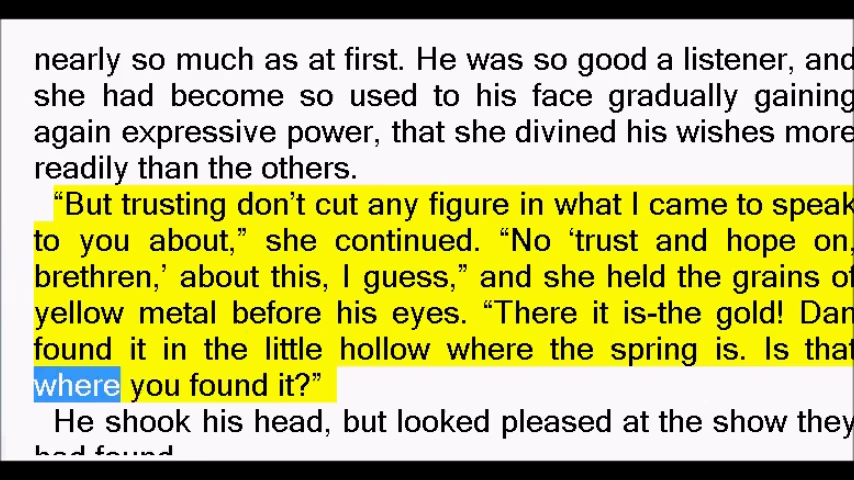 nearly so much as at first. He was so good a listener, and
she had become so used to his face gradually gaining
again expressive power, that she divined his wishes more
readily than the others.
“But trusting don’t cut any figure in what I came to speak
to you about,” she continued. “No ‘trust and hope on,
brethren,’ about this, I guess,” and she held the grains of
yellow metal before his eyes. “There it is-the gold! Dan
found it in the little hollow where the spring is. Is that
where you found it?”
He shook his head, but looked pleased at the show they
had found